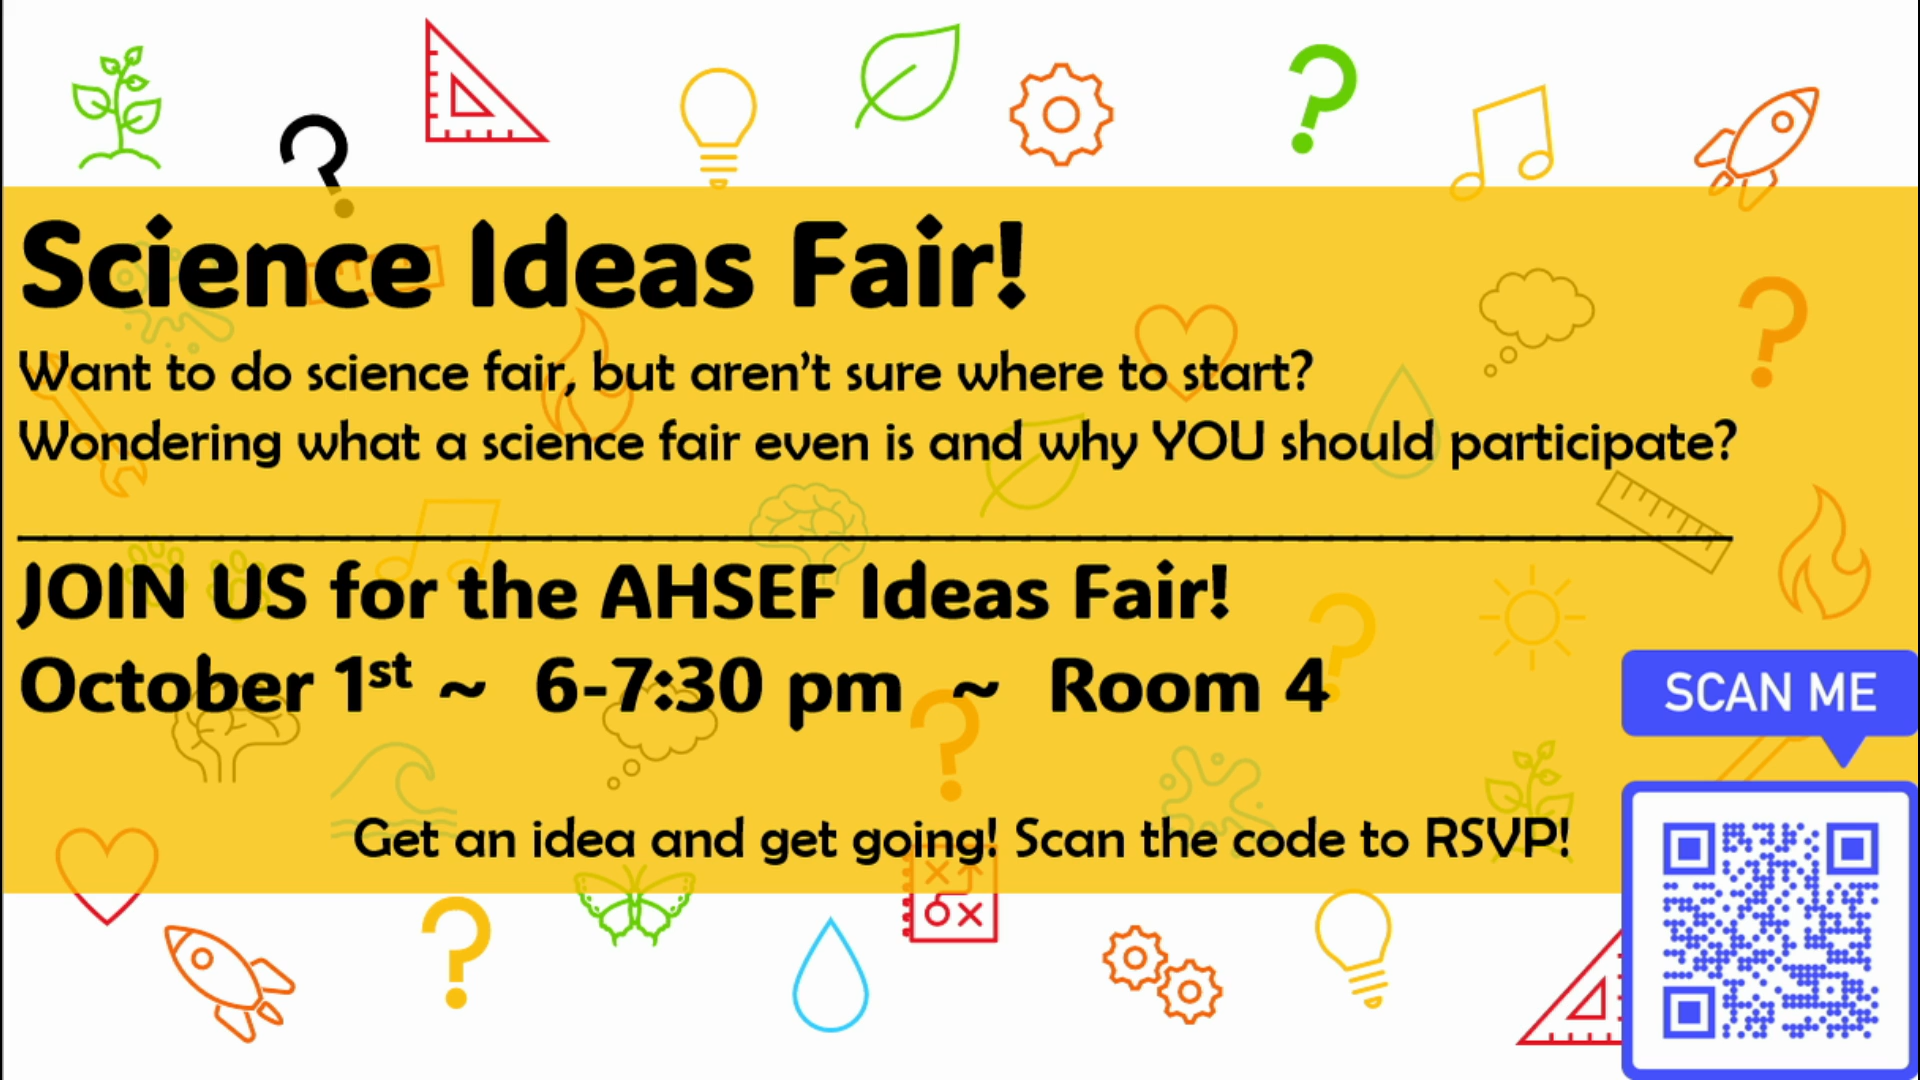 Science Ideas Fair!
Want to do science fair, but aren’t sure where to start?
Wondering what a science fair even is and why YOU should participate?
JOIN US for the AHSEF Ideas Fair!
October 1st ~ 6-7:30 pm ~ Room 4
SCAN ME
Get an idea and get going! Scan the code to RSVP!